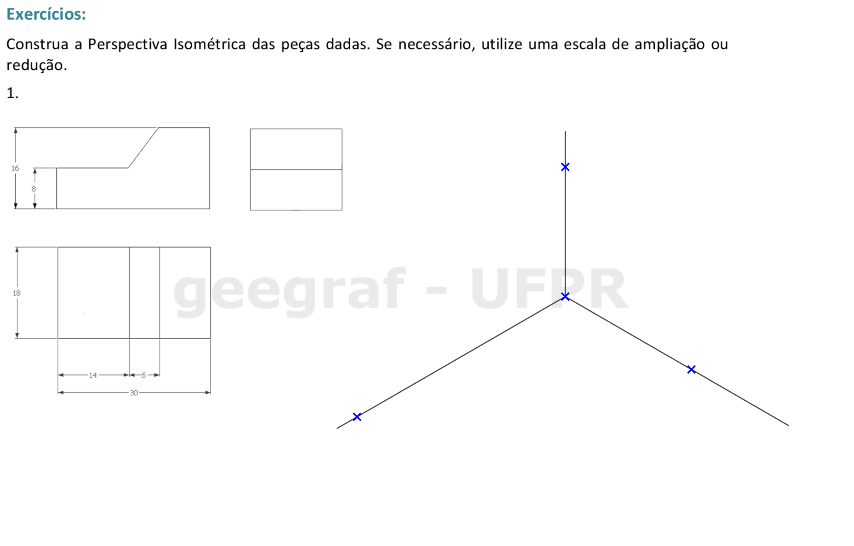 Exercícios:
Construa a Perspectiva Isométrica das peças dadas. Se necessário, utilize uma escala de ampliação ou
redução.
1.
16
8
18
geegraf - UFPR
14
6
30